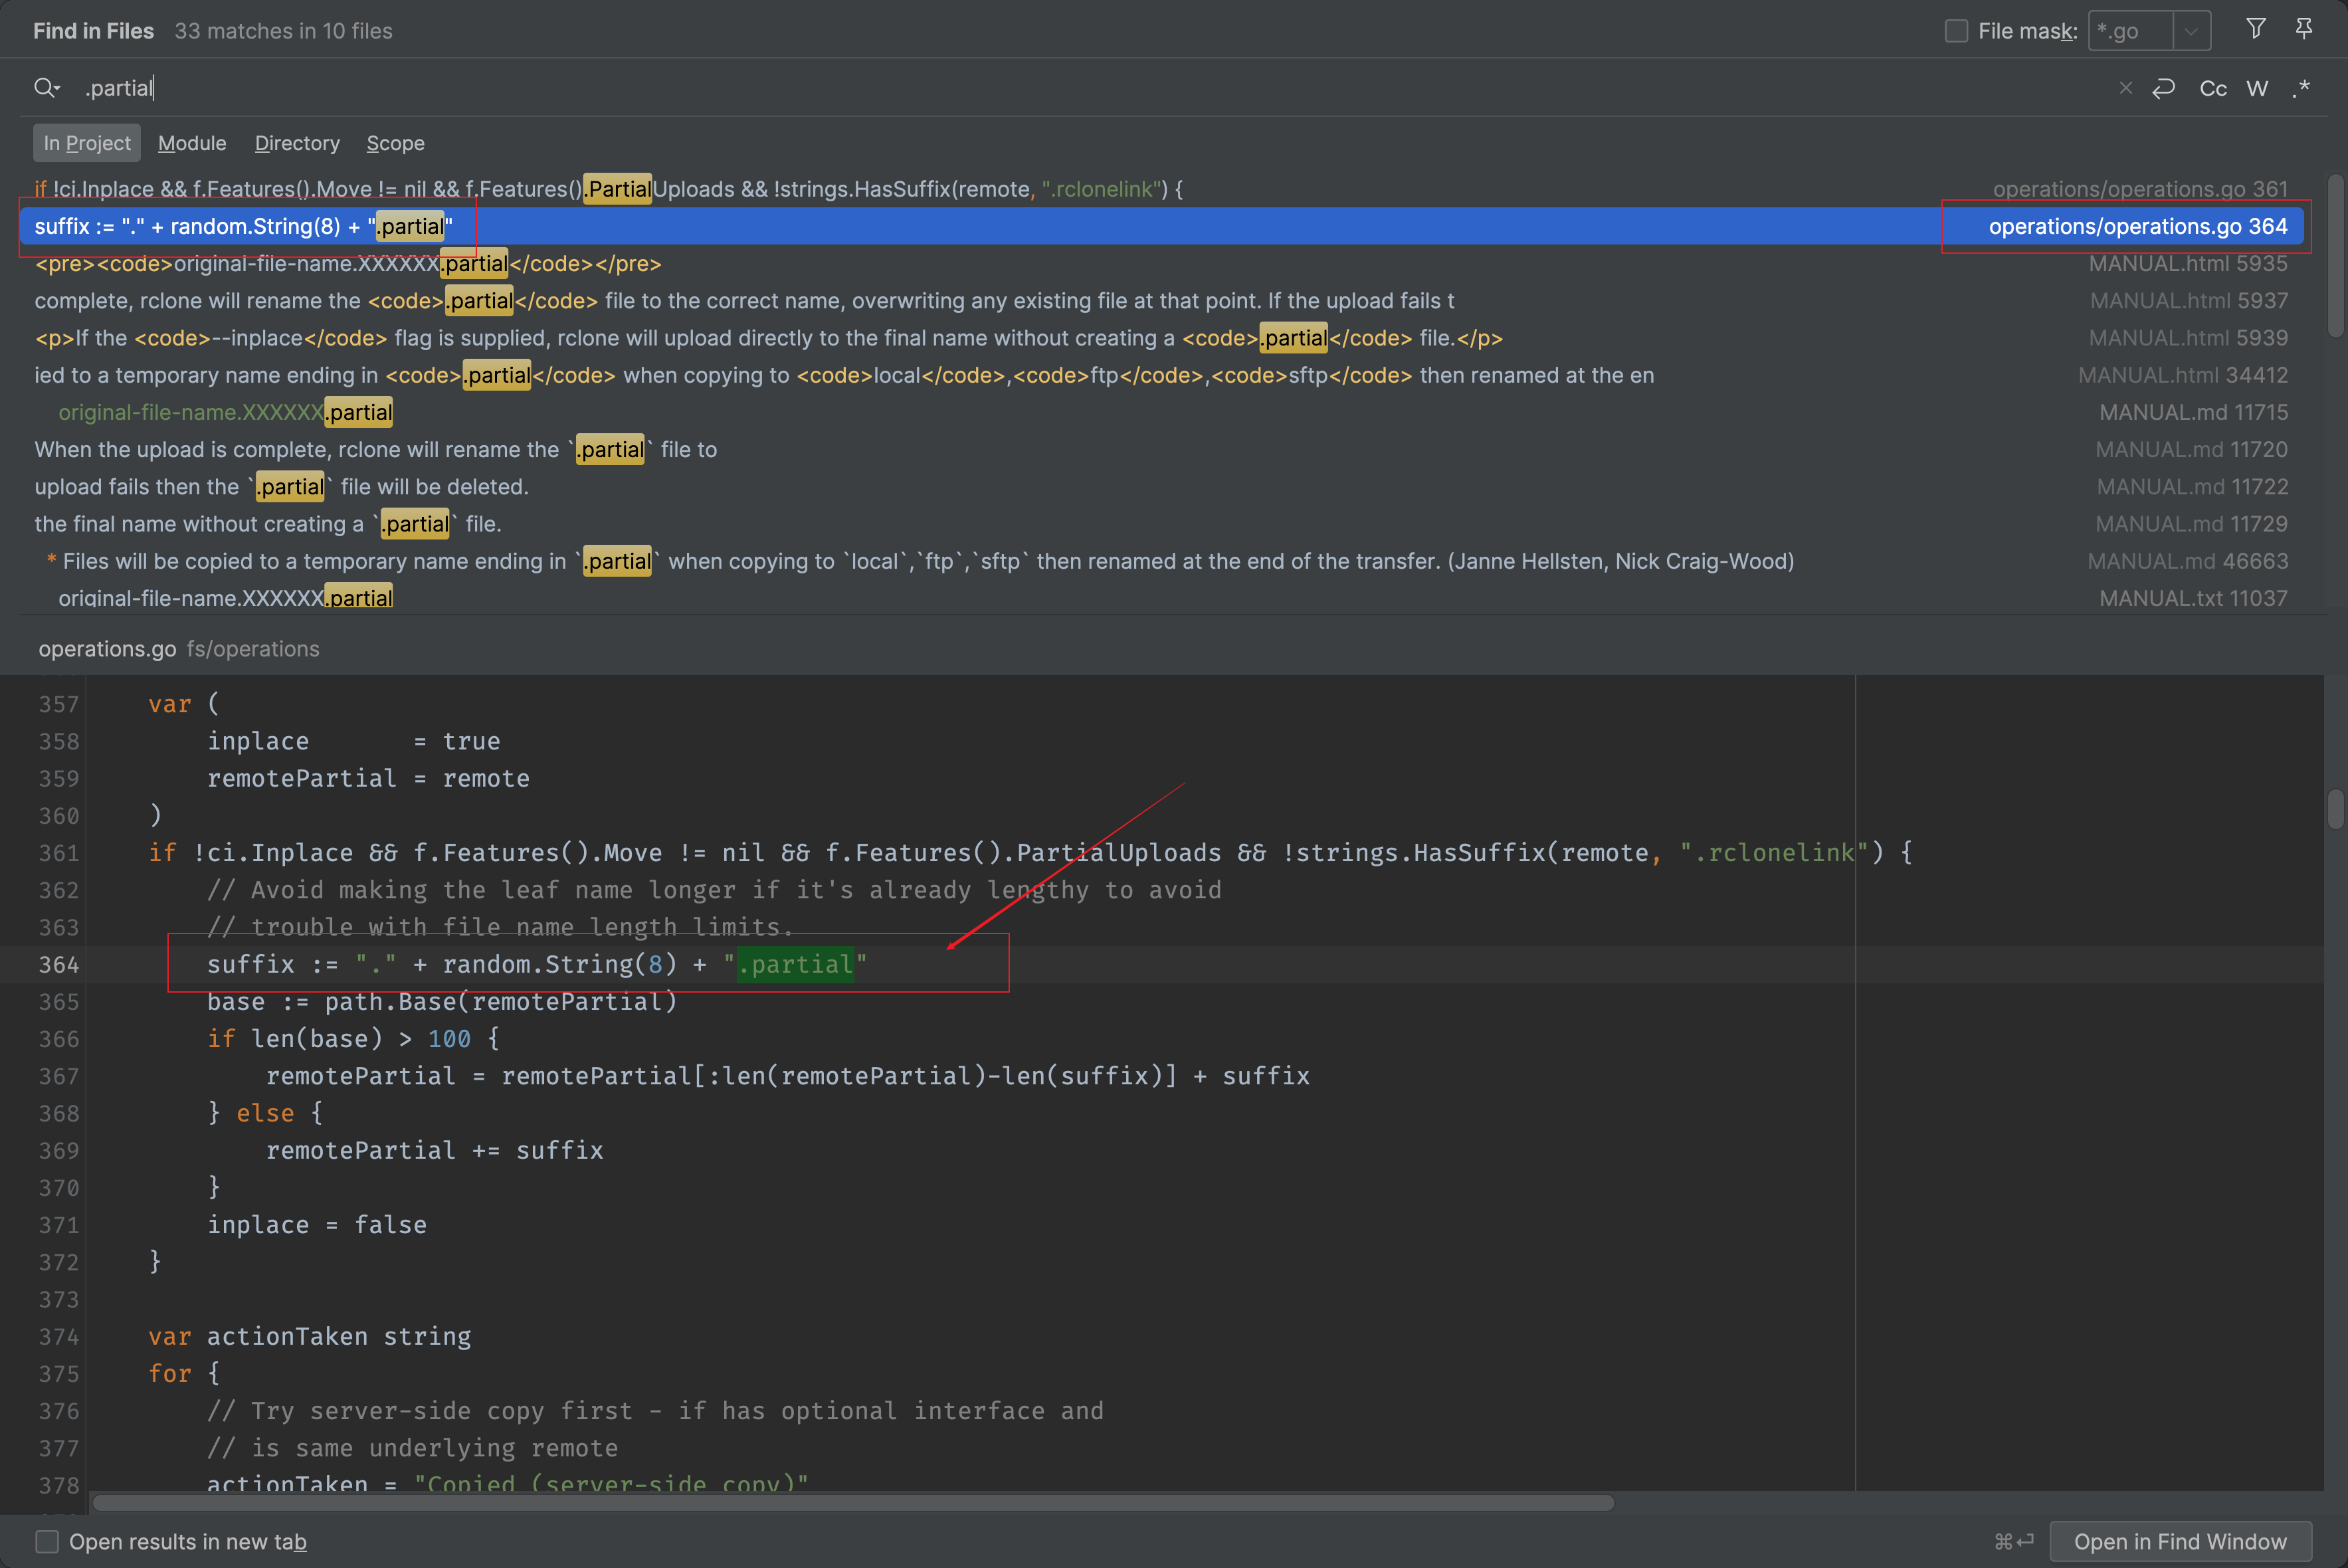 Find in Files 33 matches in 10 files File mask: *.go
.partial Cc W .*
In Project Module Directory Scope
if !ci.Inplace && f.Features().Move != nil && f.Features().PartialUploads && !strings.HasSuffix(remote, ".rclonelink") { operations/operations.go 361
suffix := "." + random.String(8) + ".partial" operations/operations.go 364
<pre><code>original-file-name.XXXXXX.partial</code></pre> MANUAL.html 5935
complete, rclone will rename the <code>.partial</code> file to the correct name, overwriting any existing file at that point. If the upload fails t MANUAL.html 5937
<p>If the <code>--inplace</code> flag is supplied, rclone will upload directly to the final name without creating a <code>.partial</code> file.</p> MANUAL.html 5939
ied to a temporary name ending in <code>.partial</code> when copying to <code>local</code>,<code>ftp</code>,<code>sftp</code> then renamed at the en MANUAL.html 34412
original-file-name.XXXXXX.partial MANUAL.md 11715
When the upload is complete, rclone will rename the `.partial` file to MANUAL.md 11720
upload fails then the `.partial` file will be deleted. MANUAL.md 11722
the final name without creating a `.partial` file. MANUAL.md 11729
* Files will be copied to a temporary name ending in `.partial` when copying to `local`,`ftp`,`sftp` then renamed at the end of the transfer. (Janne Hellsten, Nick Craig-Wood) MANUAL.md 46663
original-file-name.XXXXXX.partial MANUAL.txt 11037
operations.go fs/operations
357 var (
358 inplace = true
359 remotePartial = remote
360 )
361 if !ci.Inplace && f.Features().Move != nil && f.Features().PartialUploads && !strings.HasSuffix(remote, ".rclonelink") {
362 // Avoid making the leaf name longer if it's already lengthy to avoid
363 // trouble with file name length limits.
364 suffix := "." + random.String(8) + ".partial"
365 base := path.Base(remotePartial)
366 if len(base) > 100 {
367 remotePartial = remotePartial[:len(remotePartial)-len(suffix)] + suffix
368 } else {
369 remotePartial += suffix
370 }
371 inplace = false
372 }
373
374 var actionTaken string
375 for {
376 // Try server-side copy first - if has optional interface and
377 // is same underlying remote
378 actionTaken = "Copied (server-side copy)"
Open results in new tab ⌘↩ Open in Find Window